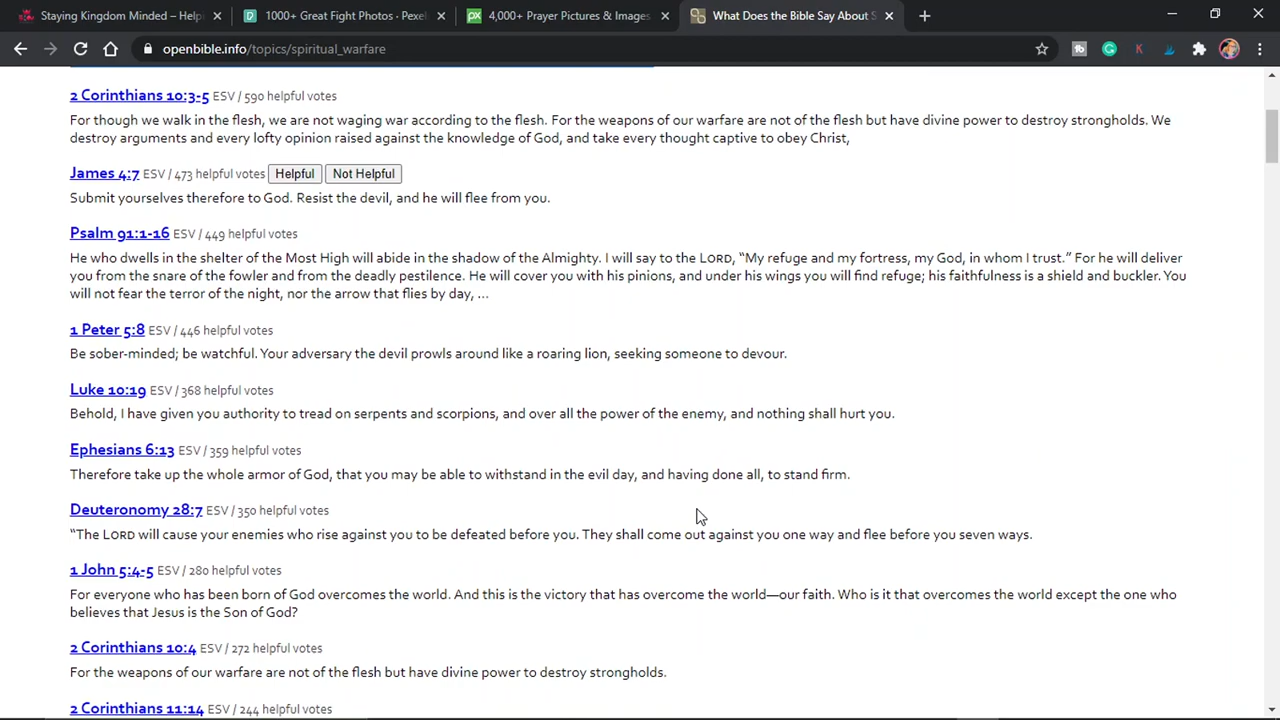 Staying Kingdom Minded – Help
1000+ Great Fight Photos · Pexel
4,000+ Prayer Pictures & Images
What Does the Bible Say About S
openbible.info/topics/spiritual_warfare
2 Corinthians 10:3-5 ESV / 590 helpful votes
For though we walk in the flesh, we are not waging war according to the flesh. For the weapons of our warfare are not of the flesh but have divine power to destroy strongholds. We
destroy arguments and every lofty opinion raised against the knowledge of God, and take every thought captive to obey Christ,
James 4:7 ESV / 473 helpful votes Helpful Not Helpful
Submit yourselves therefore to God. Resist the devil, and he will flee from you.
Psalm 91:1-16 ESV / 449 helpful votes
He who dwells in the shelter of the Most High will abide in the shadow of the Almighty. I will say to the LORD, “My refuge and my fortress, my God, in whom I trust.” For he will deliver
you from the snare of the fowler and from the deadly pestilence. He will cover you with his pinions, and under his wings you will find refuge; his faithfulness is a shield and buckler. You
will not fear the terror of the night, nor the arrow that flies by day, ...
1 Peter 5:8 ESV / 446 helpful votes
Be sober-minded; be watchful. Your adversary the devil prowls around like a roaring lion, seeking someone to devour.
Luke 10:19 ESV / 368 helpful votes
Behold, I have given you authority to tread on serpents and scorpions, and over all the power of the enemy, and nothing shall hurt you.
Ephesians 6:13 ESV / 359 helpful votes
Therefore take up the whole armor of God, that you may be able to withstand in the evil day, and having done all, to stand firm.
Deuteronomy 28:7 ESV / 350 helpful votes
“The LORD will cause your enemies who rise against you to be defeated before you. They shall come out against you one way and flee before you seven ways.
1 John 5:4-5 ESV / 280 helpful votes
For everyone who has been born of God overcomes the world. And this is the victory that has overcome the world—our faith. Who is it that overcomes the world except the one who
believes that Jesus is the Son of God?
2 Corinthians 10:4 ESV / 272 helpful votes
For the weapons of our warfare are not of the flesh but have divine power to destroy strongholds.
2 Corinthians 11:14 ESV / 244 helpful votes